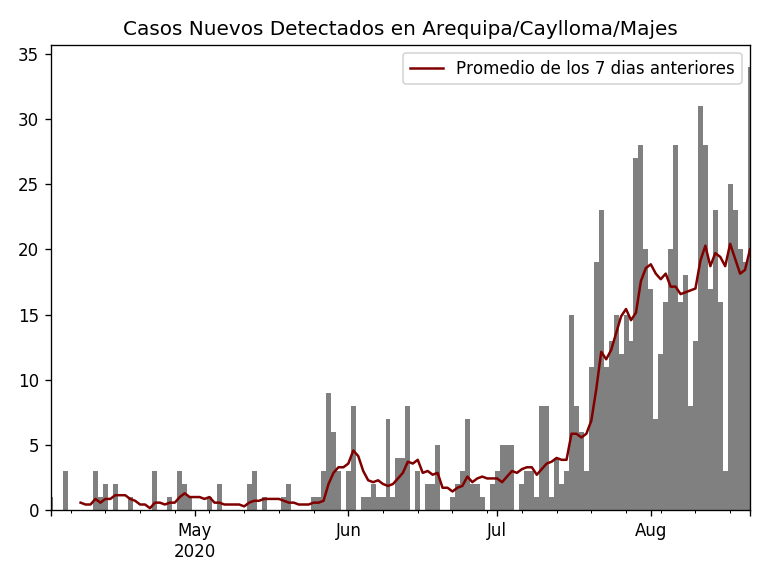 Casos Nuevos Detectados en Arequipa/Caylloma/Majes
Promedio de los 7 dias anteriores
35
30
25
20
15
10
5
0
May
2020
Jun
Jul
Aug